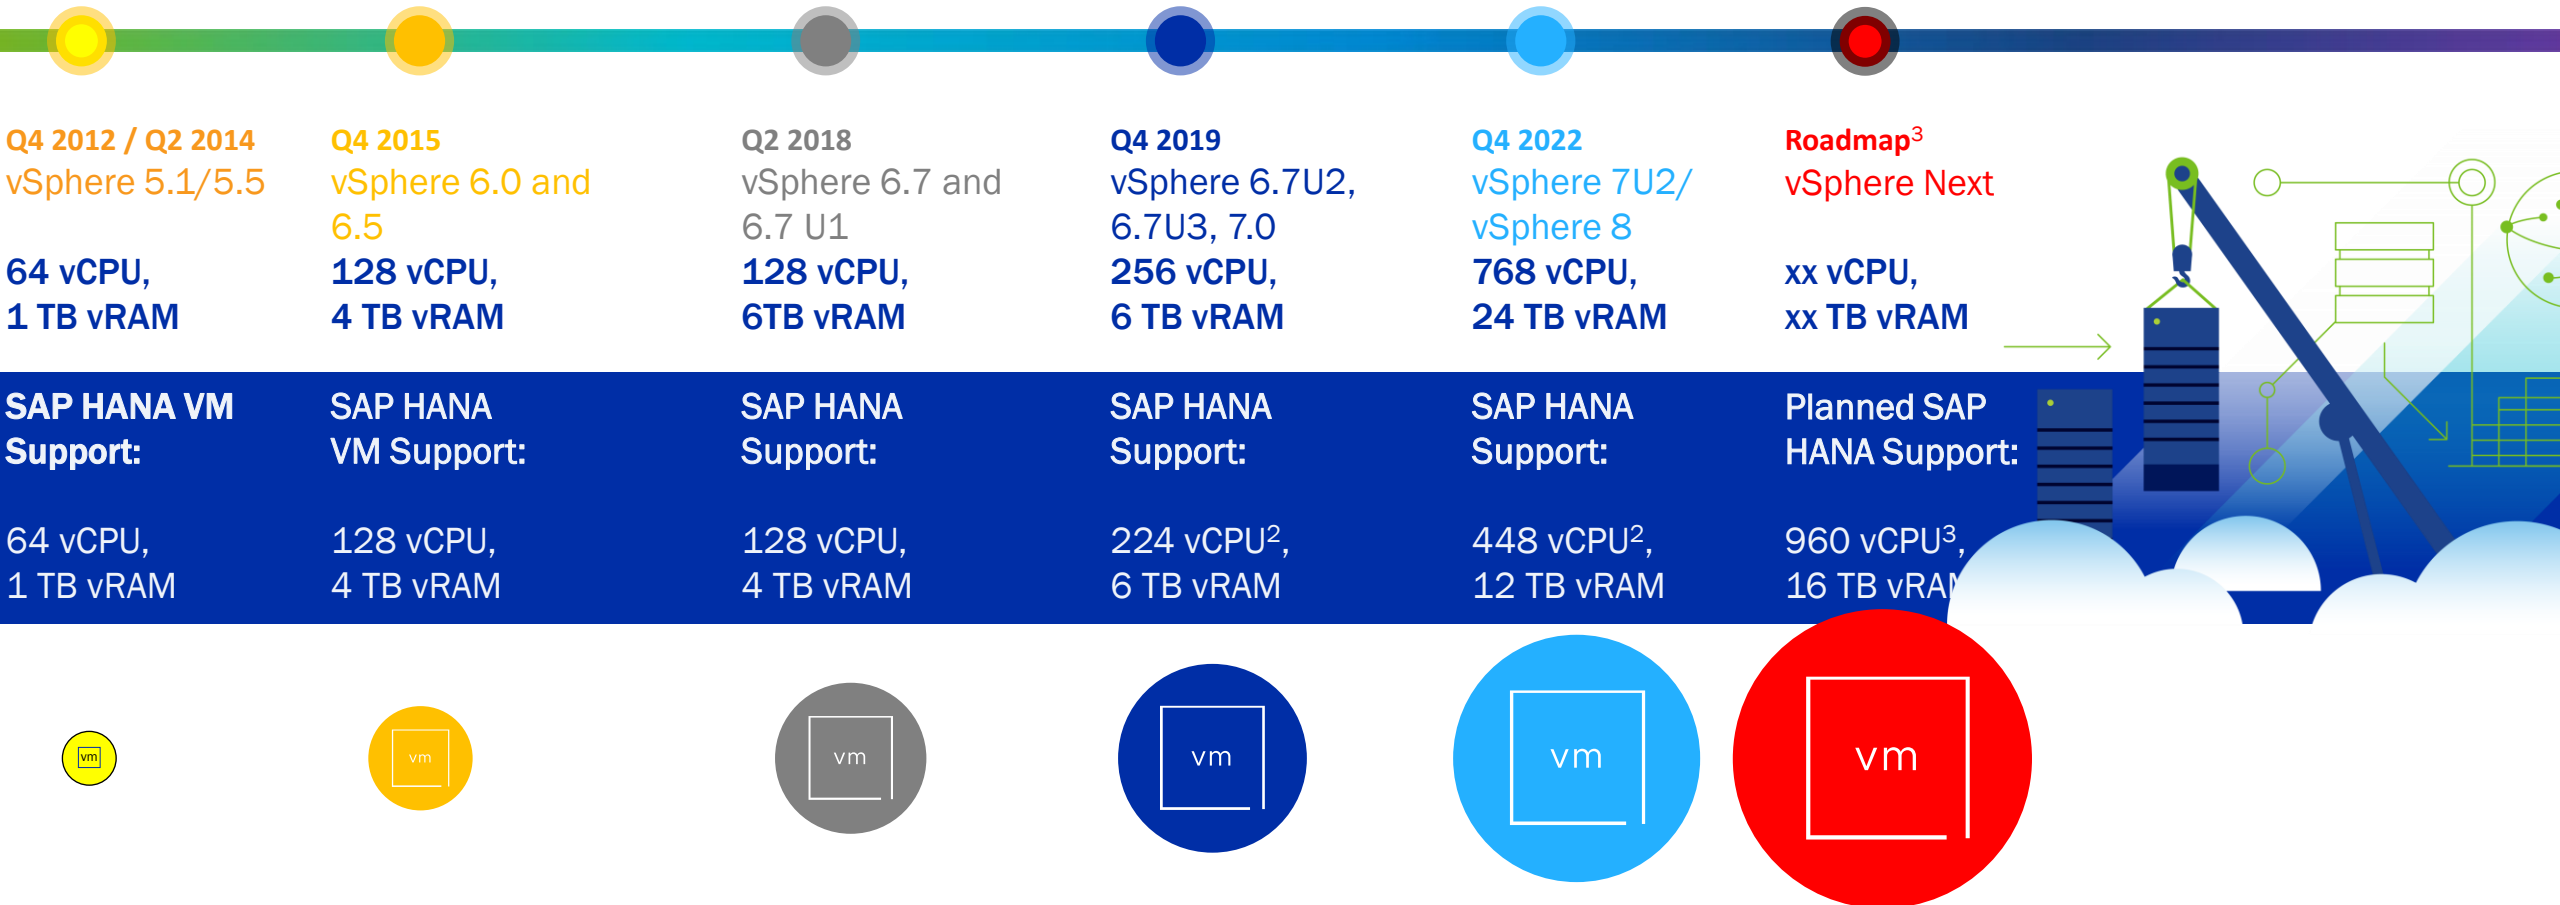 Q4 2012 / Q2 2014
vSphere 5.1/5.5
64 vCPU,
1 TB vRAM
SAP HANA VM
Support:
64 vCPU,
1 TB vRAM
vm
Q4 2015
vSphere 6.0 and
6.5
128 vCPU,
4 TB vRAM
SAP HANA
VM Support:
128 vCPU,
4 TB vRAM
vm
Q2 2018
vSphere 6.7 and
6.7 U1
128 vCPU,
6TB vRAM
SAP HANA
Support:
128 vCPU,
4 TB vRAM
vm
Q4 2019
vSphere 6.7U2,
6.7U3, 7.0
256 vCPU,
6 TB vRAM
SAP HANA
Support:
224 vCPU²,
6 TB vRAM
vm
Q4 2022
vSphere 7U2/
vSphere 8
768 vCPU,
24 TB vRAM
SAP HANA
Support:
448 vCPU²,
12 TB vRAM
vm
Roadmap³
vSphere Next
xx vCPU,
xx TB vRAM
Planned SAP
HANA Support:
960 vCPU³,
16 TB vRAM
vm